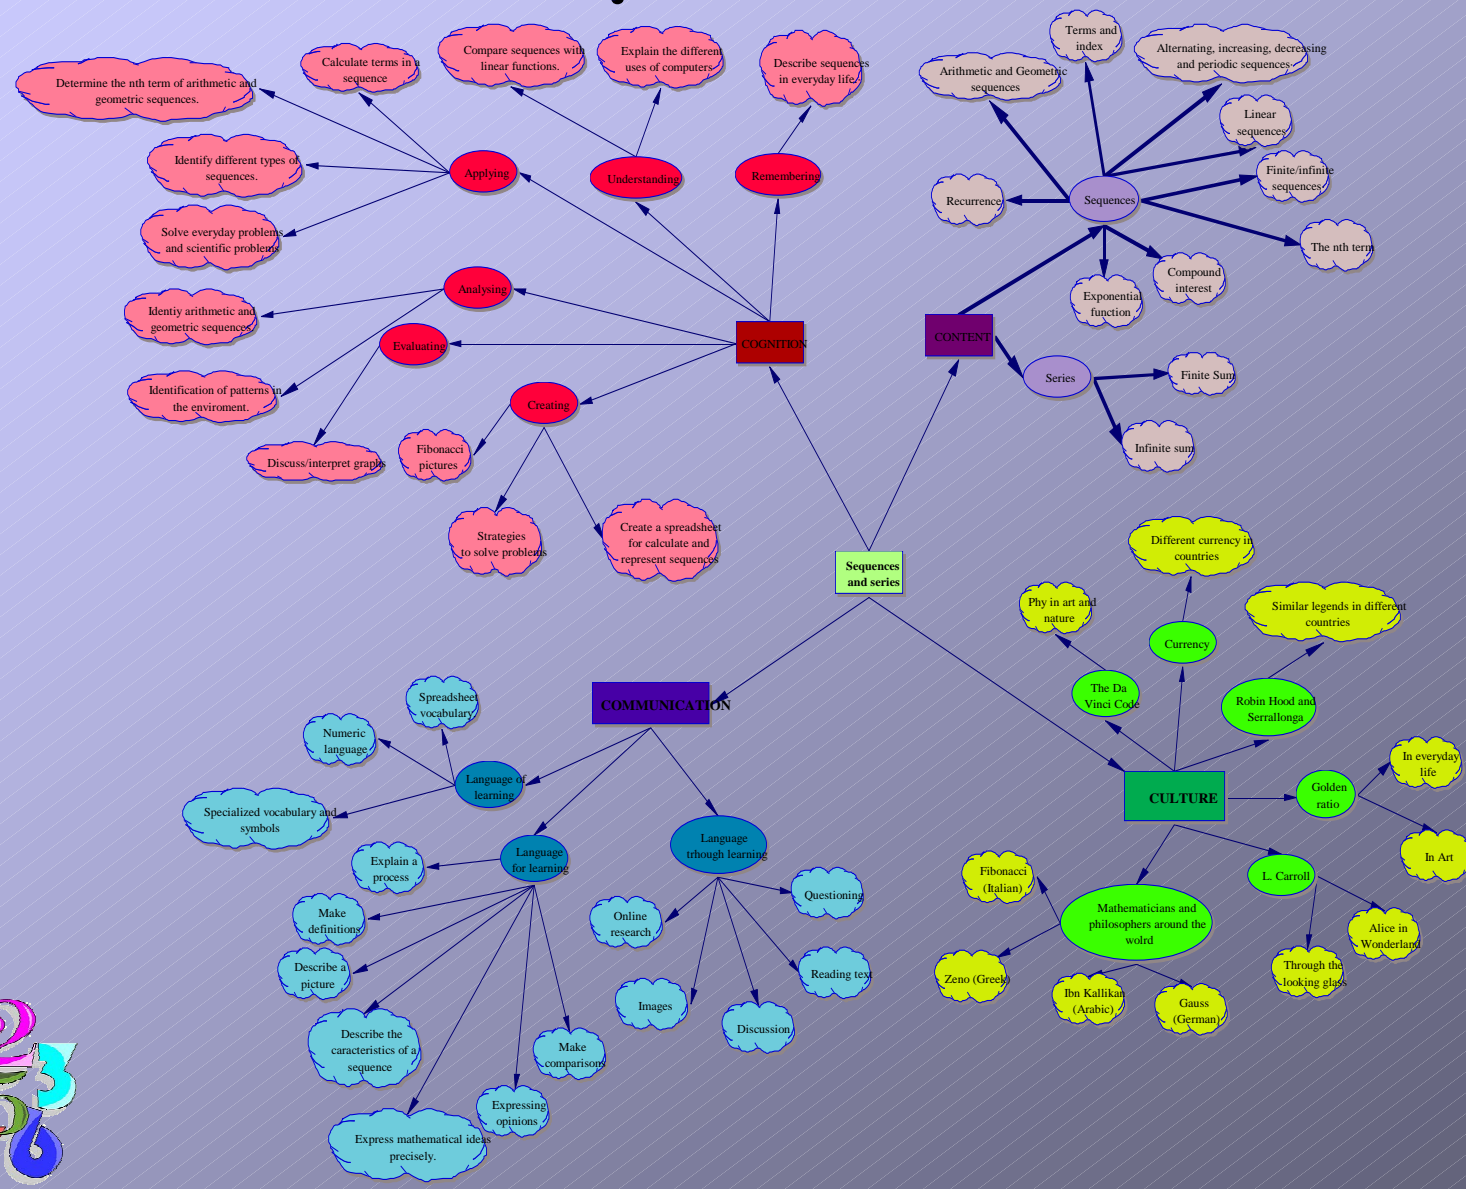 Compare sequences with
linear functions.
Explain the different
uses of computers
Calculate terms in a
sequence
Determine the nth term of arithmetic and
geometric sequences.
Describe sequences
in everyday life.
Identify different types of
sequences.
Applying
Understanding
Remembering
Solve everyday problems
and scientific problems
Analysing
Identiy arithmetic and
geometric sequences
Evaluating
COGNITION
Identification of patterns in
the enviroment.
Creating
Discuss/interpret graphs
Fibonacci
pictures
Strategies
to solve problems
Create a spreadsheet
for calculate and
represent sequences
Terms and
index
Alternating, increasing, decreasing
and periodic sequences
Arithmetic and Geometric
sequences
Linear
sequences
Finite/infinite
sequences
Recurrence
Sequences
The nth term
Compound
interest
Exponential
function
CONTENT
Series
Finite Sum
Infinite sum
Sequences
and series
Different currency in
countries
Phy in art and
nature
Similar legends in different
countries
Currency
The Da
Vinci Code
Robin Hood and
Serrallonga
CULTURE
Golden
ratio
In everyday
life
In Art
L. Carroll
Alice in
Wonderland
Through the
looking glass
Fibonacci
(Italian)
Mathematicians and
philosophers around the
wolrd
Zeno (Greek)
Ibn Kallikan
(Arabic)
Gauss
(German)
COMMUNICATION
Spreadsheet
vocabulary
Numeric
language
Language of
learning
Specialized vocabulary and
symbols
Language
for learning
Language
trhough learning
Explain a
process
Make
definitions
Describe a
picture
Describe the
caracteristics of a
sequence
Make
comparisons
Expressing
opinions
Express mathematical ideas
precisely.
Questioning
Online
research
Reading text
Images
Discussion
2
3
5
6